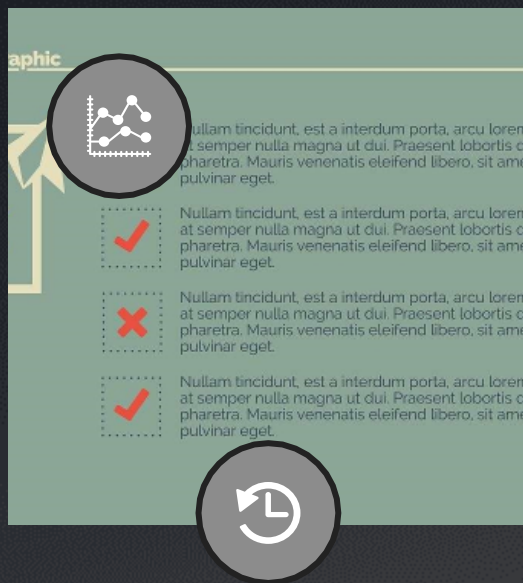 aphic
ullam tincidunt, est a interdum porta, arcu lorem
semper nulla magna ut dui. Praesent lobortis
pharetra. Mauris venenatis eleifend libero, sit ame
pulvinar eget.
Nullam tincidunt, est a interdum porta, arcu lorem
at semper nulla magna ut dui. Praesent lobortis
pharetra. Mauris venenatis eleifend libero, sit ame
pulvinar eget.
Nullam tincidunt, est a interdum porta, arcu lorem
at semper nulla magna ut dui. Praesent lobortis
pharetra. Mauris venenatis eleifend libero, sit ame
pulvinar eget.
Nullam tincidunt, est a interdum porta, arcu lorem
at semper nulla magna ut dui. Praesent lobortis
pharetra. Mauris venenatis eleifend libero, sit ame
pulvinar eget.